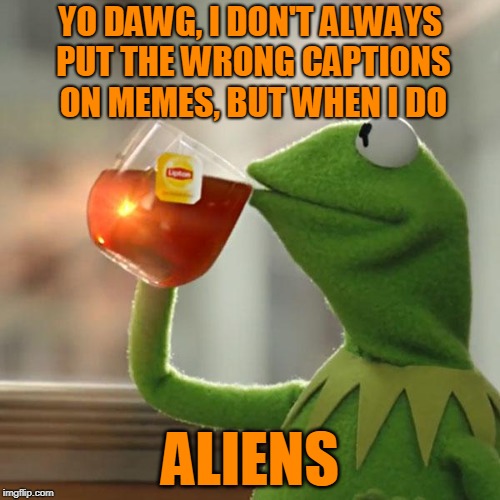 YO DAWG, I DON'T ALWAYS
PUT THE WRONG CAPTIONS
ON MEMES, BUT WHEN I DO
Lipton
ALIENS
imgflip.com